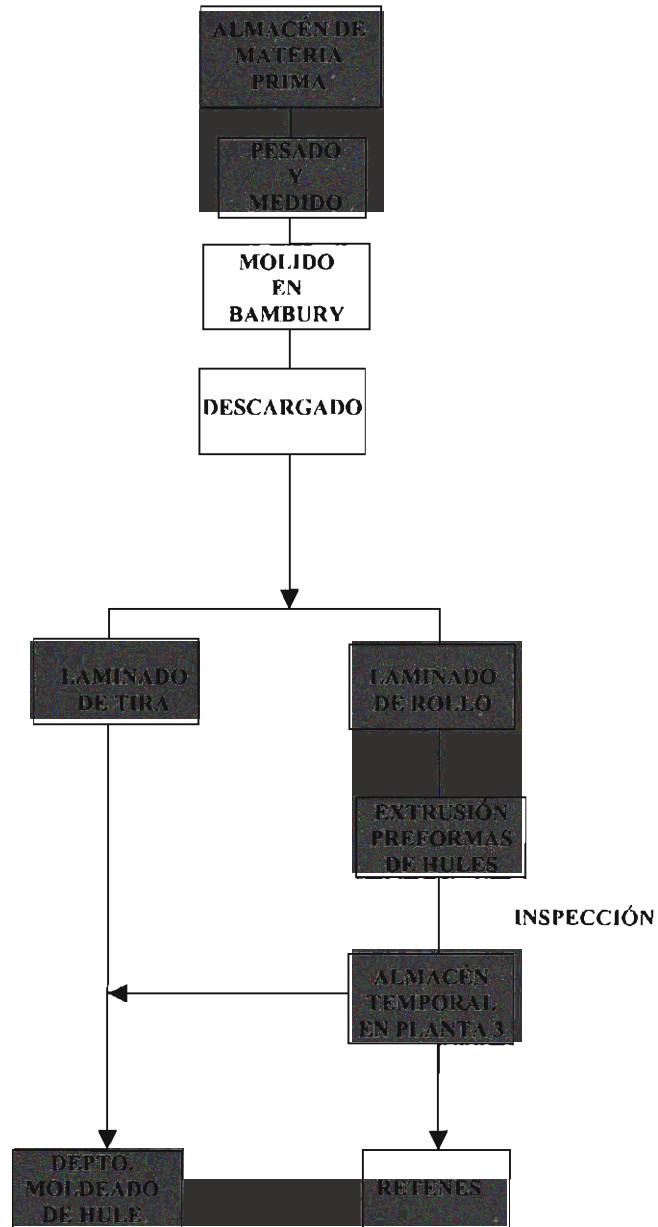 ALMACÉN DE
MATERIA
PRIMA
PESADO
Y
MEDIDO
MOLIDO
EN
BAMBURY
DESCARGADO
LAMINADO
DE TIRA
LAMINADO
DE ROLLO
EXTRUSIÓN
PREFORMAS
DE HULES
INSPECCIÓN
ALMACÉN
TEMPORAL
EN PLANTA 3
DEPTO.
MOLDEADO
DE HULE
RETENES